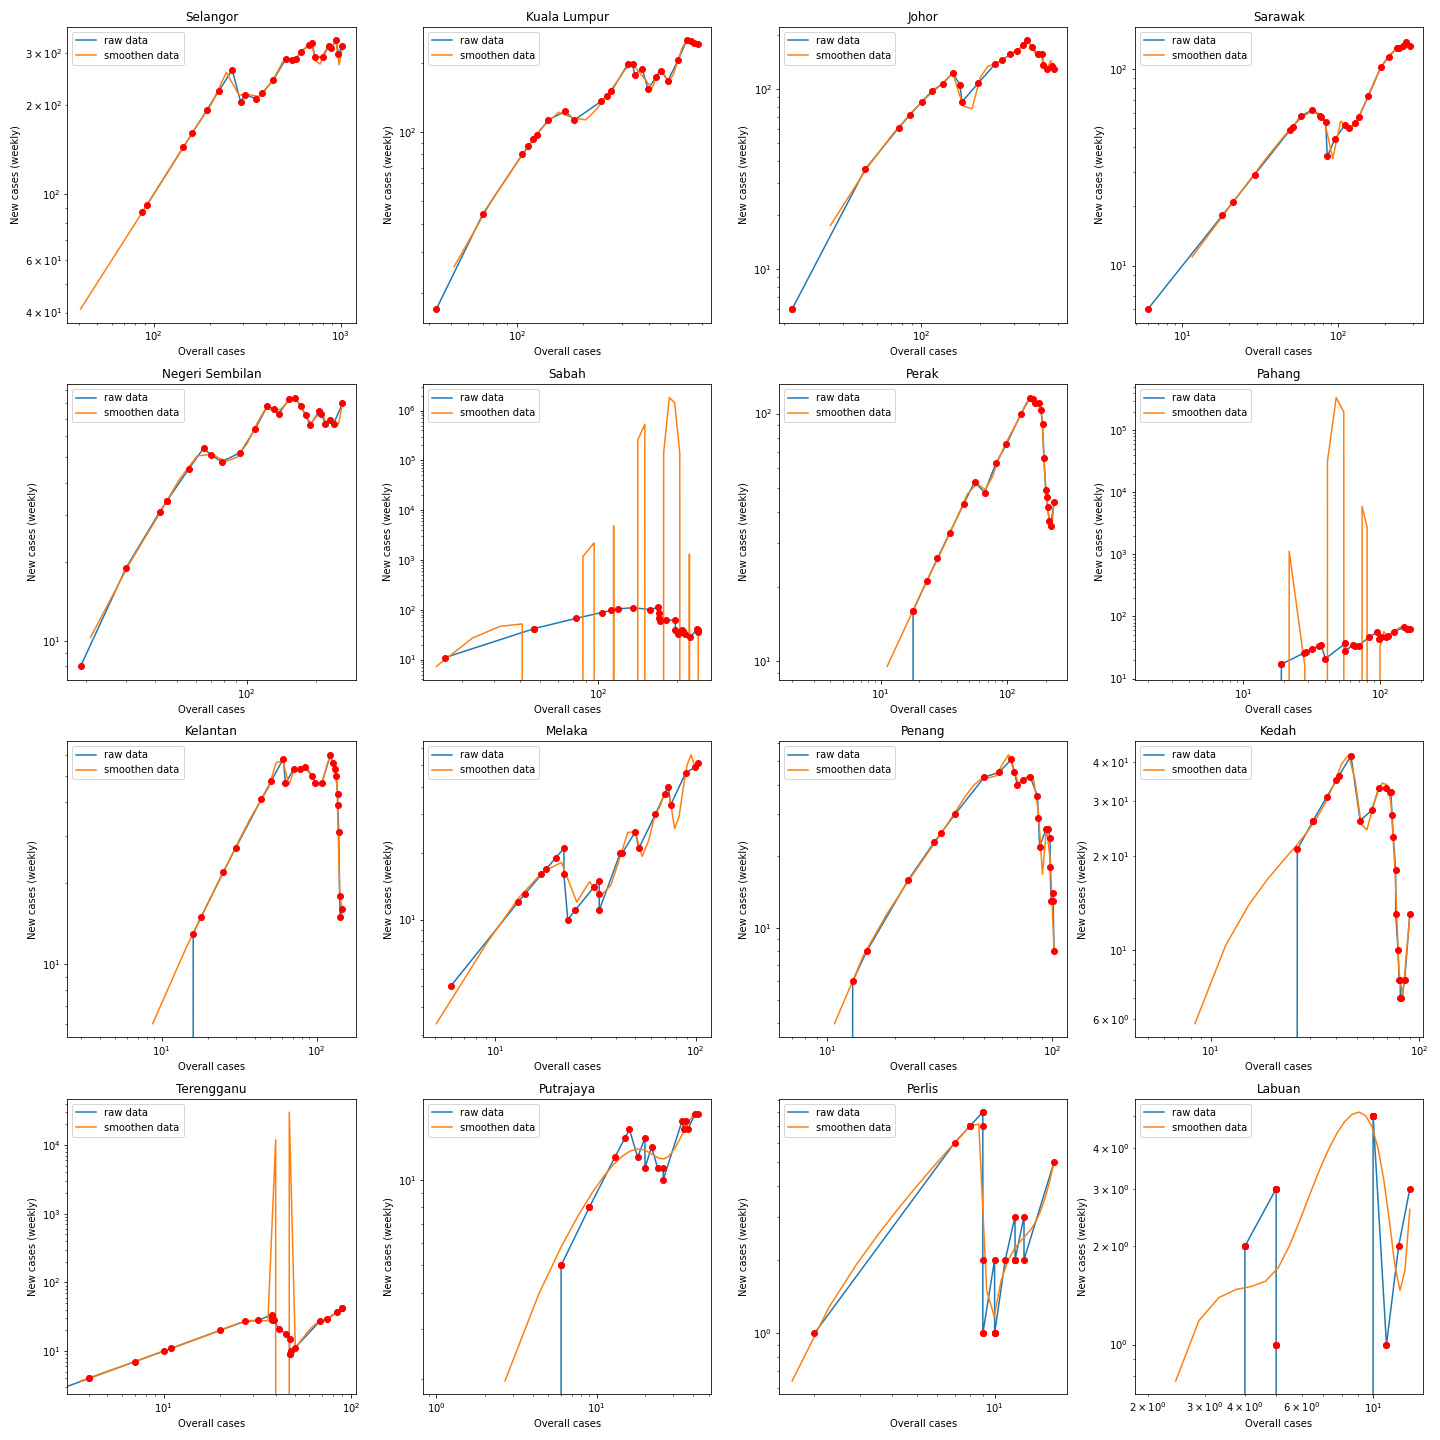 Selangor
raw data
smoothen data
New cases (weekly)
3 × 10²
2 × 10²
10²
6 × 10¹
4 × 10¹
10² 10³
Overall cases
Kuala Lumpur
raw data
smoothen data
New cases (weekly)
10²
10²
Overall cases
Johor
raw data
smoothen data
New cases (weekly)
10²
10¹
10²
Overall cases
Sarawak
raw data
smoothen data
New cases (weekly)
10²
10¹
10¹ 10²
Overall cases
Negeri Sembilan
raw data
smoothen data
New cases (weekly)
10¹
10²
Overall cases
Sabah
raw data
smoothen data
New cases (weekly)
10⁶
10⁵
10⁴
10³
10²
10¹
10²
Overall cases
Perak
raw data
smoothen data
New cases (weekly)
10²
10¹
10¹ 10²
Overall cases
Pahang
raw data
smoothen data
New cases (weekly)
10⁵
10⁴
10³
10²
10¹
10¹ 10²
Overall cases
Kelantan
raw data
smoothen data
New cases (weekly)
10¹
10¹ 10²
Overall cases
Melaka
raw data
smoothen data
New cases (weekly)
10¹
10¹ 10²
Overall cases
Penang
raw data
smoothen data
New cases (weekly)
10¹
10¹ 10²
Overall cases
Kedah
raw data
smoothen data
New cases (weekly)
4 × 10¹
3 × 10¹
2 × 10¹
10¹
6 × 10⁰
10¹ 10²
Overall cases
Terengganu
raw data
smoothen data
New cases (weekly)
10⁴
10³
10²
10¹
10¹ 10²
Overall cases
Putrajaya
raw data
smoothen data
New cases (weekly)
10¹
10⁰ 10¹
Overall cases
Perlis
raw data
smoothen data
New cases (weekly)
10⁰
10¹
Overall cases
Labuan
raw data
smoothen data
New cases (weekly)
4 × 10⁰
3 × 10⁰
2 × 10⁰
10⁰
2 × 10⁰ 3 × 10⁰ 4 × 10⁰ 6 × 10⁰ 10¹
Overall cases